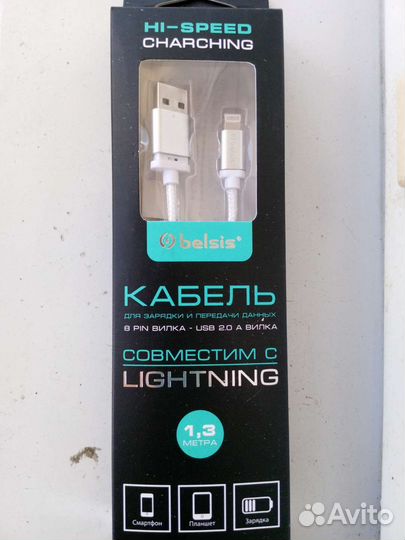 HI-SPEED
CHARCHING
belsis®
КАБЕЛЬ
ДЛЯ ЗАРЯДКИ И ПЕРЕДАЧИ ДАННЫХ
8 PIN ВИЛКА - USB 2.0 A ВИЛКА
СОВМЕСТИМ С
LIGHTNING
1,3
МЕТРА
Смартфон
Планшет
Зарядка
Avito